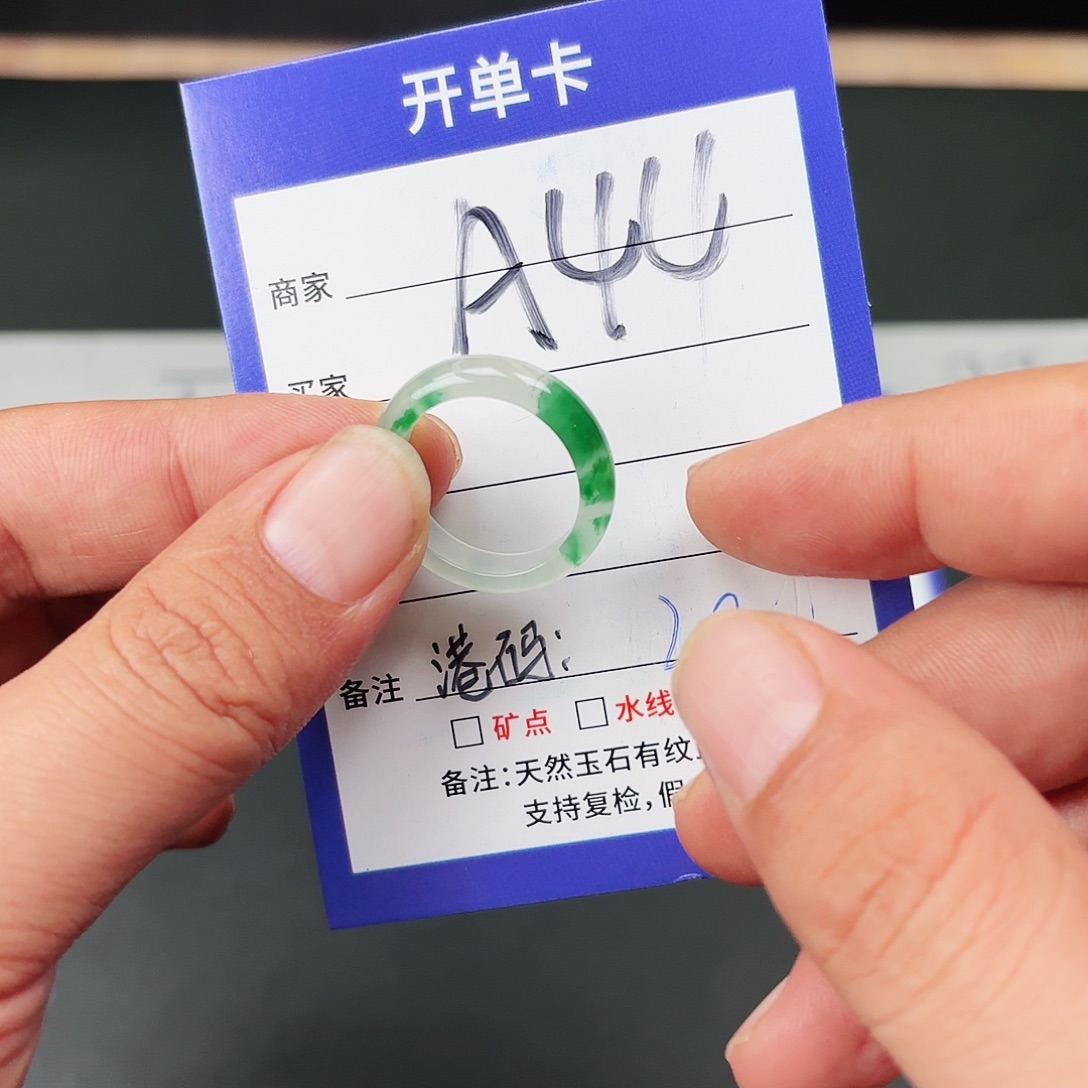 开单卡
商家 A44
买家
备注 港码:
□ 矿点 □ 水线
备注:天然玉石有纹
支持复检,假